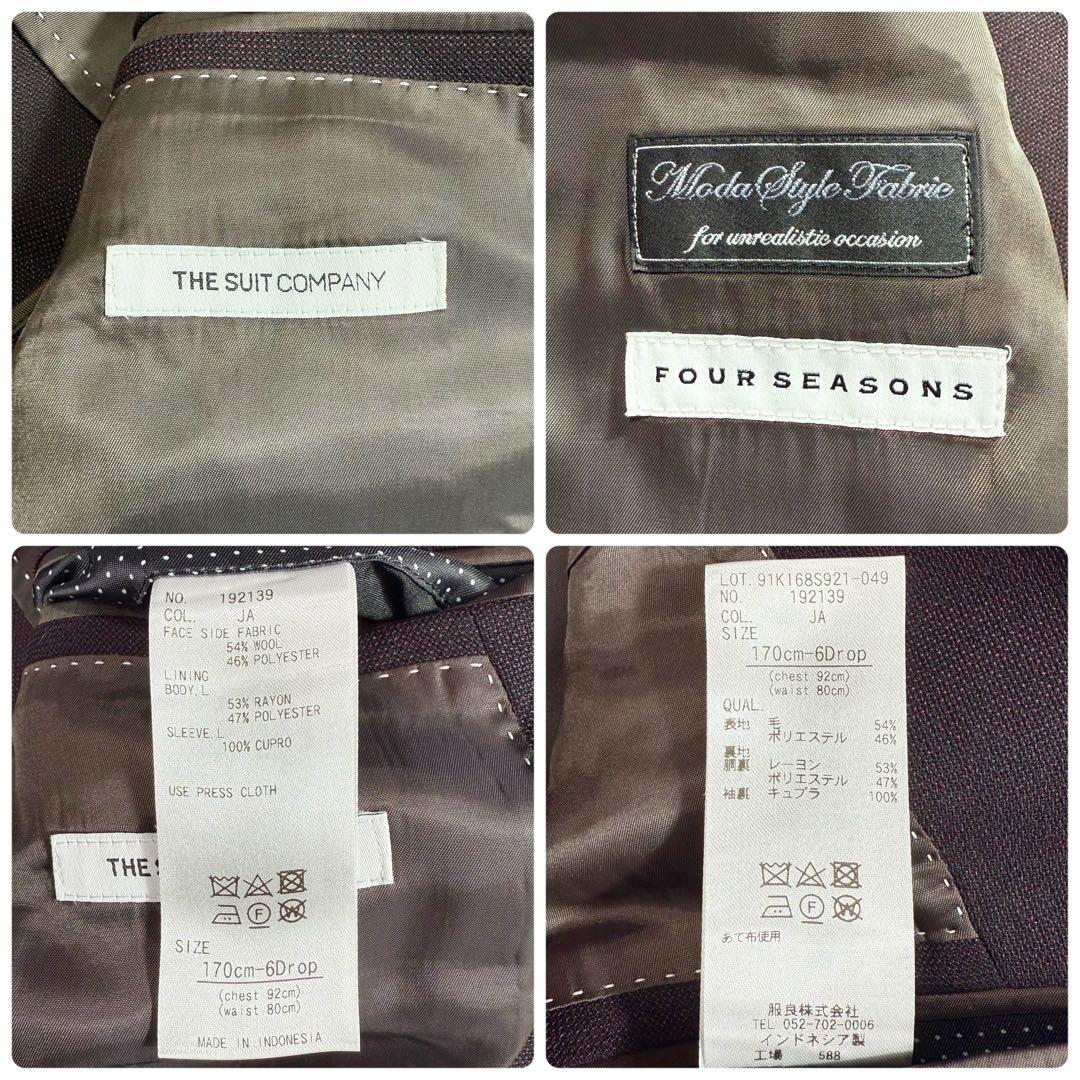 THE SUIT COMPANY
Moda Style Fabric
for unrealistic occasion
FOUR SEASONS
NO. 192139
COL. JA
FACE SIDE FABRIC
54% WOOL
46% POLYESTER
LINING
BODY.L
53% RAYON
47% POLYESTER
SLEEVE.L
100% CUPRO
USE PRESS CLOTH
THE S
F
W
SIZE
170cm-6Drop
(chest 92cm)
(waist 80cm)
MADE IN INDONESIA
LOT. 91K168S921-049
NO. 192139
COL. JA
SIZE
170cm-6Drop
(chest 92cm)
(waist 80cm)
QUAL.
表地 毛 54%
ポリエステル 46%
裏地
胴裏 レーヨン 53%
ポリエステル 47%
袖裏 キュプラ 100%
F
W
あて布使用
服良株式会社
TEL 052-702-0006
インドネシア製
工場 588